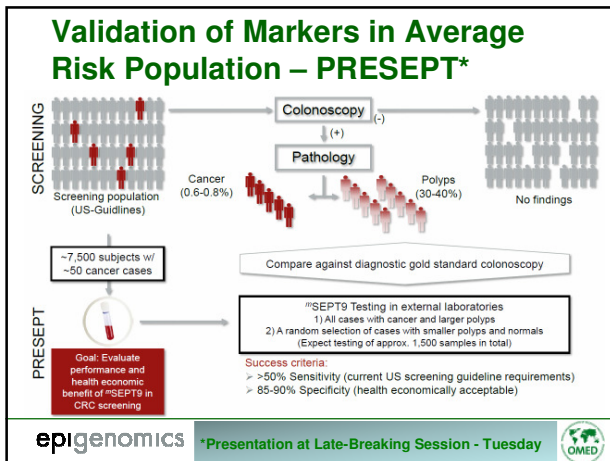 Validation of Markers in Average
Risk Population – PRESEPT*
SCREENING
Colonoscopy
(-)
(+)
Pathology
Cancer
(0.6-0.8%)
Polyps
(30-40%)
Screening population
(US-Guidlines)
No findings
~7,500 subjects w/
~50 cancer cases
Compare against diagnostic gold standard colonoscopy
PRESEPT
mSEPT9 Testing in external laboratories
1) All cases with cancer and larger polyps
2) A random selection of cases with smaller polyps and normals
(Expect testing of approx. 1,500 samples in total)
Goal: Evaluate
performance and
health economic
benefit of mSEPT9 in
CRC screening
Success criteria:
➢ >50% Sensitivity (current US screening guideline requirements)
➢ 85-90% Specificity (health economically acceptable)
epigenomics
*Presentation at Late-Breaking Session - Tuesday
OMED